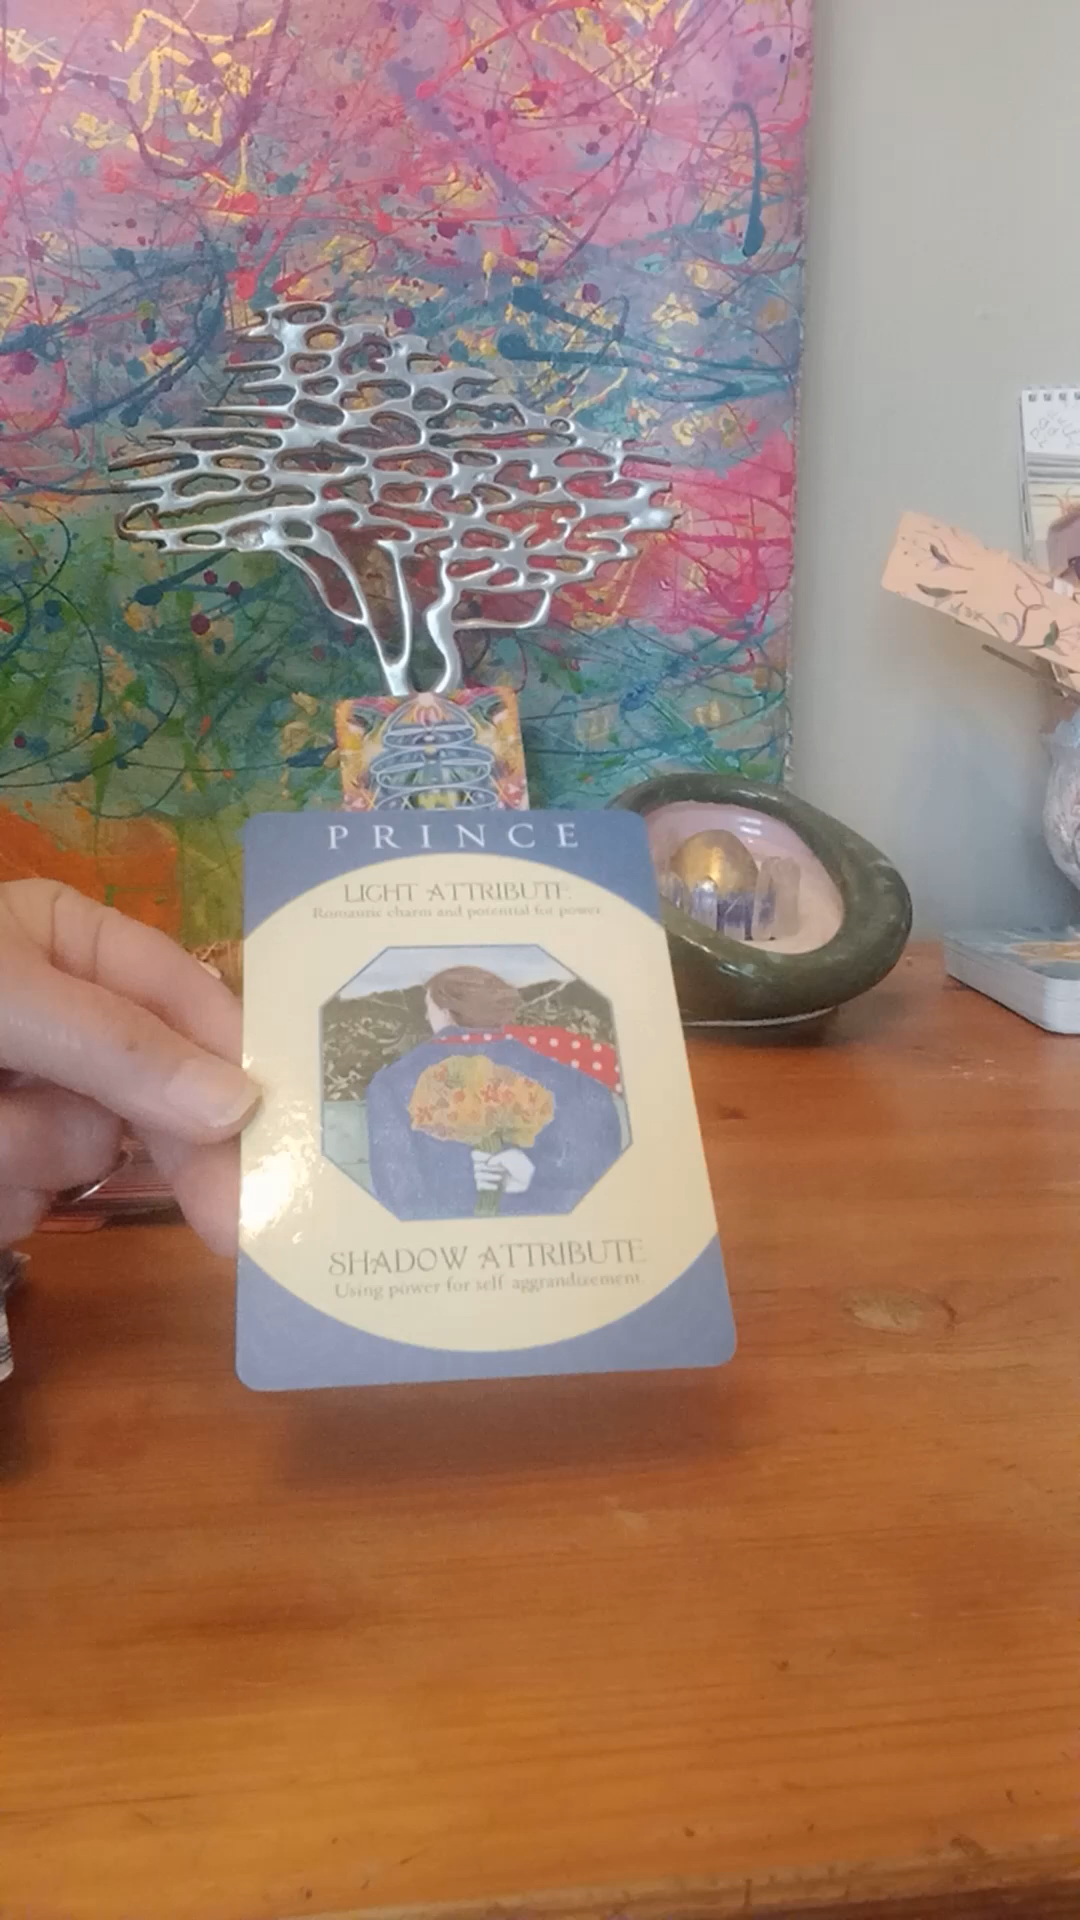 PRINCE
LIGHT ATTRIBUTE
Romantic charm and potential for power.
SHADOW ATTRIBUTE
Using power for self-aggrandizement.